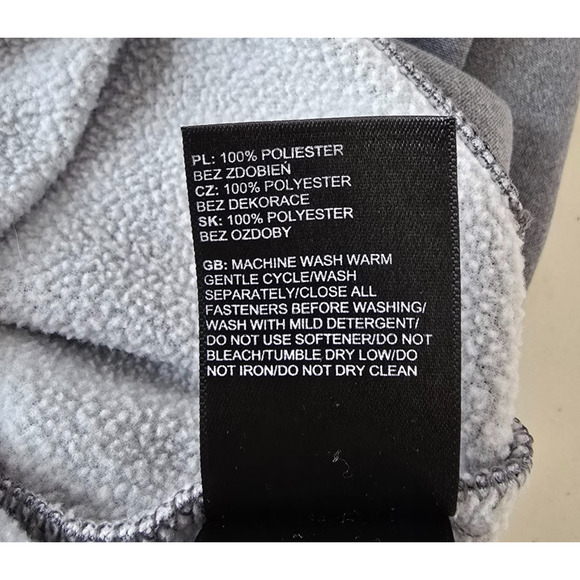 PL: 100% POLIESTER
BEZ ZDOBIEŃ
CZ: 100% POLYESTER
BEZ DEKORACE
SK: 100% POLYESTER
BEZ OZDOBY
GB: MACHINE WASH WARM
GENTLE CYCLE/WASH
SEPARATELY/CLOSE ALL
FASTENERS BEFORE WASHING/
WASH WITH MILD DETERGENT/
DO NOT USE SOFTENER/DO NOT
BLEACH/TUMBLE DRY LOW/DO
NOT IRON/DO NOT DRY CLEAN